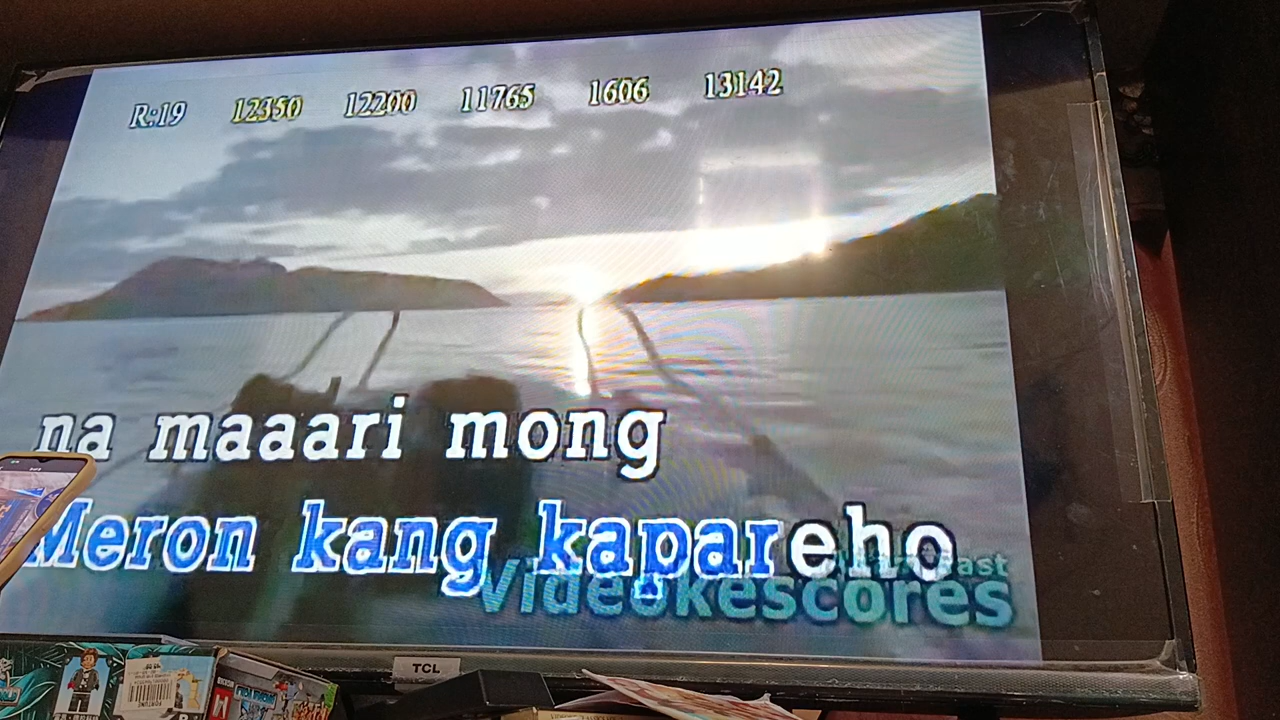 R:19 12350 12200 11765 1606 13142
na maaari mong
Meron kang kapareho
Videokescores
TCL